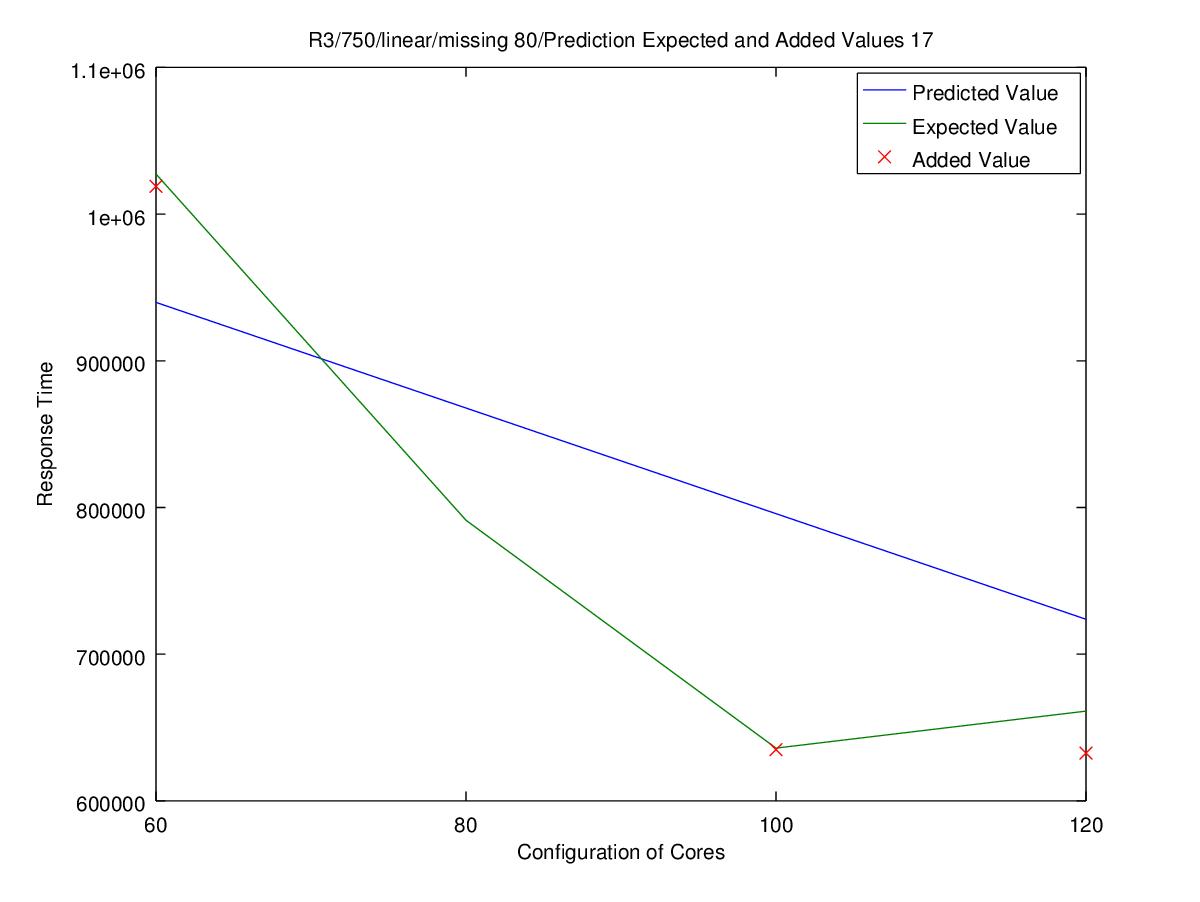 R3/750/linear/missing 80/Prediction Expected and Added Values 17
1.1e+06
1e+06
900000
800000
700000
600000
Response Time
Predicted Value
Expected Value
Added Value
60
80
100
120
Configuration of Cores